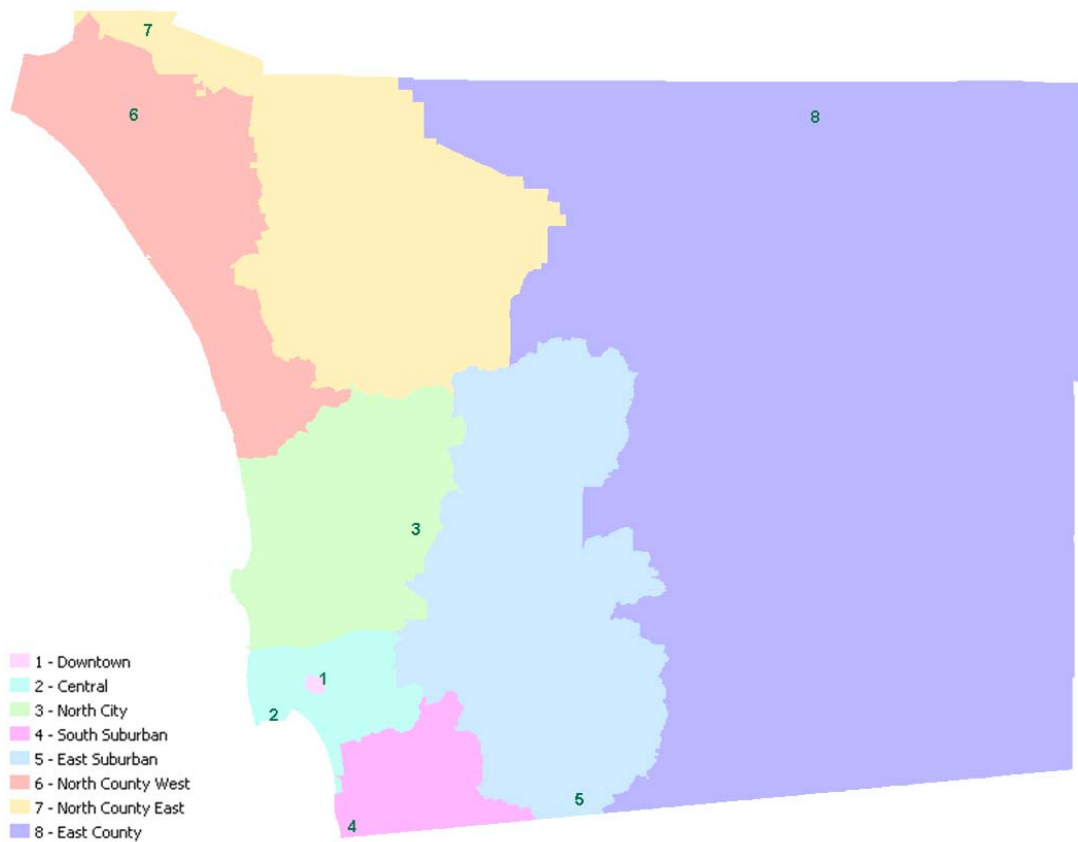 7
6
8
3
1
2
5
4
1 - Downtown
2 - Central
3 - North City
4 - South Suburban
5 - East Suburban
6 - North County West
7 - North County East
8 - East County